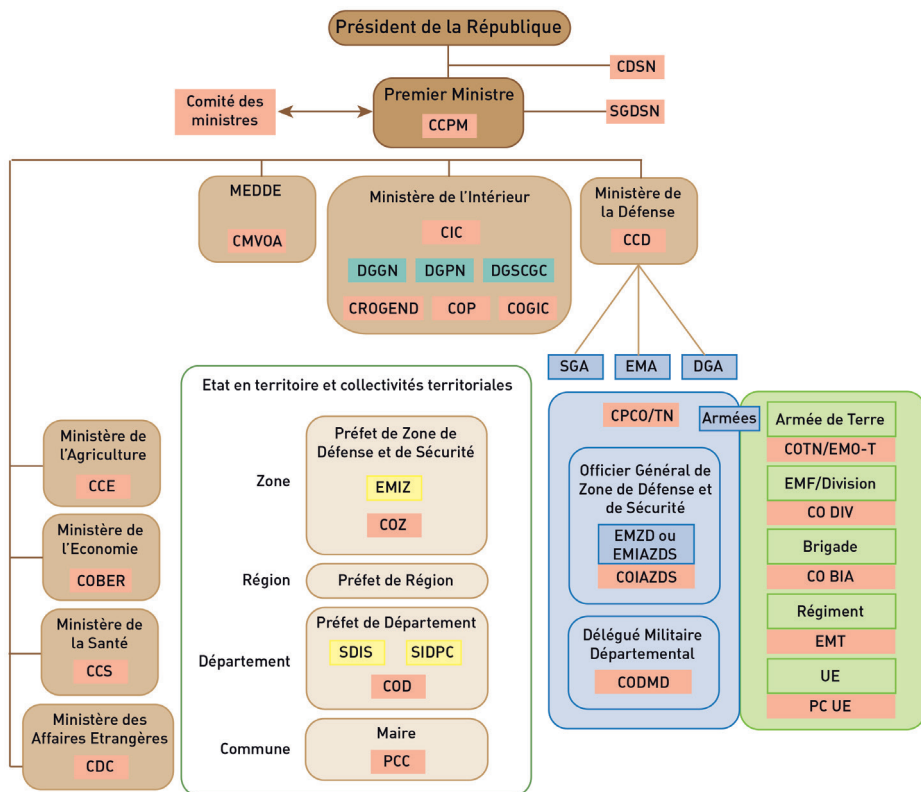 Président de la République
CDSN
Premier Ministre
CCPM
Comité des
ministres
SGDSN
MEDDE
CMVOA
Ministère de l'Intérieur
CIC
DGGN DGPN DGSCGC
CROGEND COP COGIC
Ministère de
la Défense
CCD
SGA EMA DGA
Ministère de
l'Agriculture
CCE
Ministère de
l'Economie
COBER
Ministère de
la Santé
CCS
Ministère des
Affaires Etrangères
CDC
Etat en territoire et collectivités territoriales
Zone
Préfet de Zone de
Défense et de Sécurité
EMIZ
COZ
Région
Préfet de Région
Département
Préfet de Département
SDIS SIDPC
COD
Commune
Maire
PCC
CPCO/TN
Armées
Officier Général de
Zone de Défense et
de Sécurité
EMZD ou
EMIAZDS
COIAZDS
Délégué Militaire
Départemental
CODMD
Armée de Terre
COTN/EMO-T
EMF/Division
CO DIV
Brigade
CO BIA
Régiment
EMT
UE
PC UE